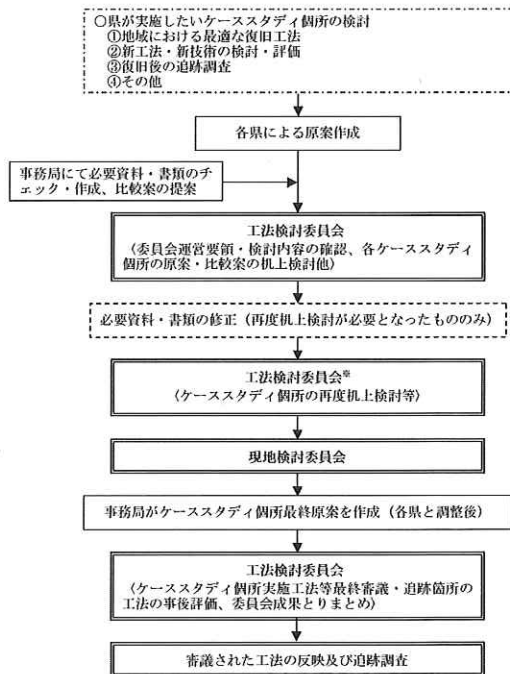 ○県が実施したいケーススタディ個所の検討
①地域における最適な復旧工法
②新工法・新技術の検討・評価
③復旧後の追跡調査
④その他
各県による原案作成
事務局にて必要資料・書類のチ
ェック・作成、比較案の提案
工法検討委員会
（委員会運営要領・検討内容の確認、各ケーススタディ
個所の原案・比較案の机上検討他）
必要資料・書類の修正（再度机上検討が必要となったもののみ）
工法検討委員会※
（ケーススタディ個所の再度机上検討等）
現地検討委員会
事務局がケーススタディ個所最終原案を作成（各県と調整後）
工法検討委員会
（ケーススタディ個所実施工法等最終審議・追跡箇所の
工法の事後評価、委員会成果とりまとめ）
審議された工法の反映及び追跡調査